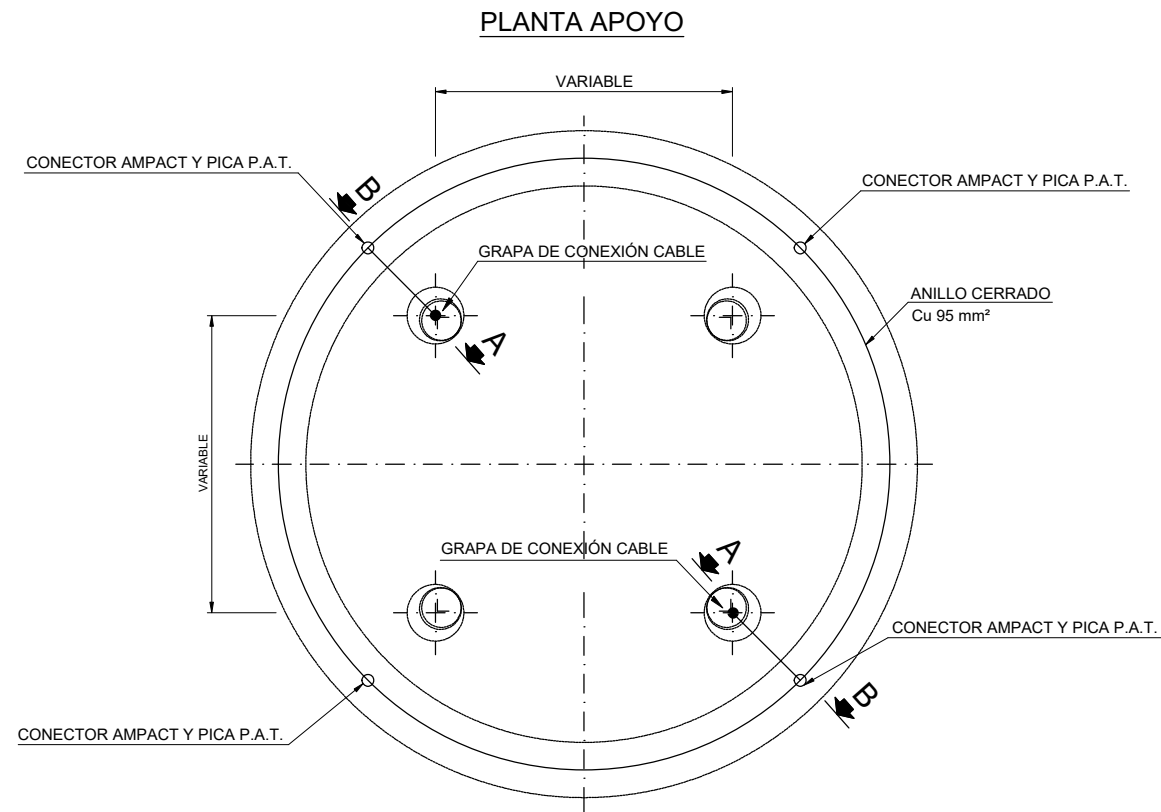 PLANTA APOYO
VARIABLE
CONECTOR AMPACT Y PICA P.A.T.
CONECTOR AMPACT Y PICA P.A.T.
B
GRAPA DE CONEXIÓN CABLE
ANILLO CERRADO
Cu 95 mm²
A
VARIABLE
GRAPA DE CONEXIÓN CABLE
A
CONECTOR AMPACT Y PICA P.A.T.
B
CONECTOR AMPACT Y PICA P.A.T.